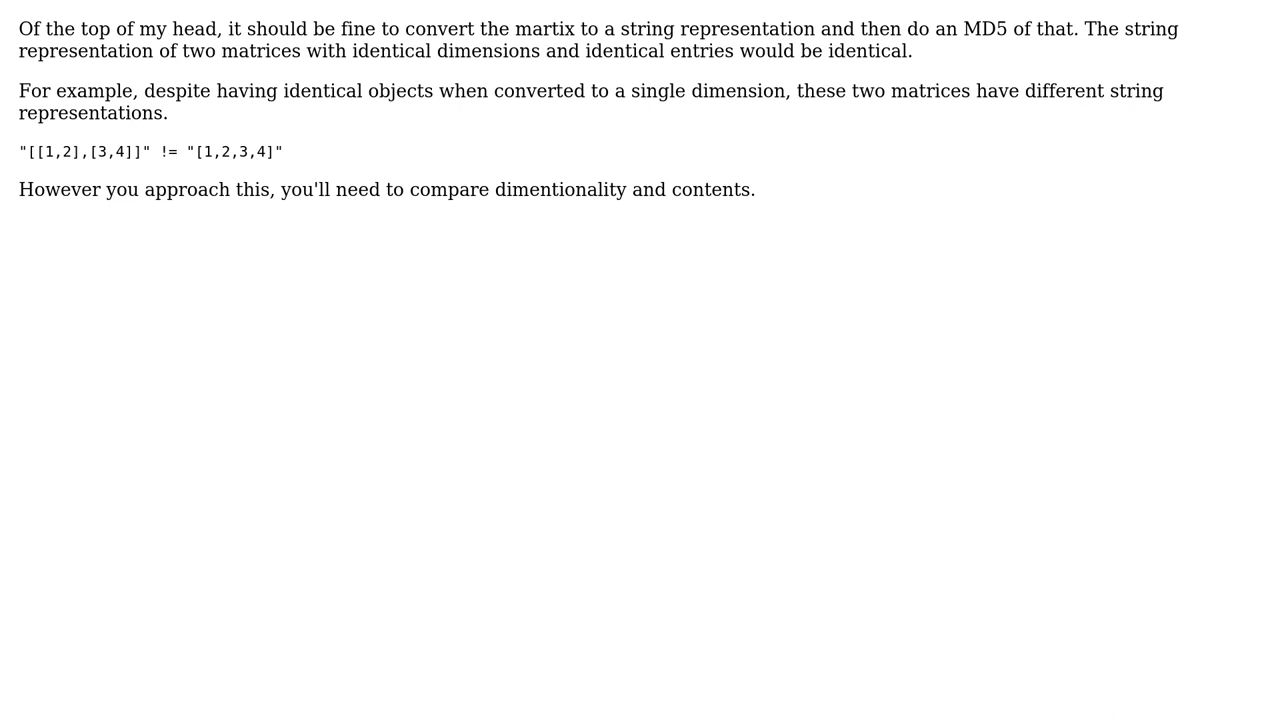 Of the top of my head, it should be fine to convert the martix to a string representation and then do an MD5 of that. The string
representation of two matrices with identical dimensions and identical entries would be identical.
For example, despite having identical objects when converted to a single dimension, these two matrices have different string
representations.
"[[1,2],[3,4]]" != "[1,2,3,4]"
However you approach this, you'll need to compare dimentionality and contents.